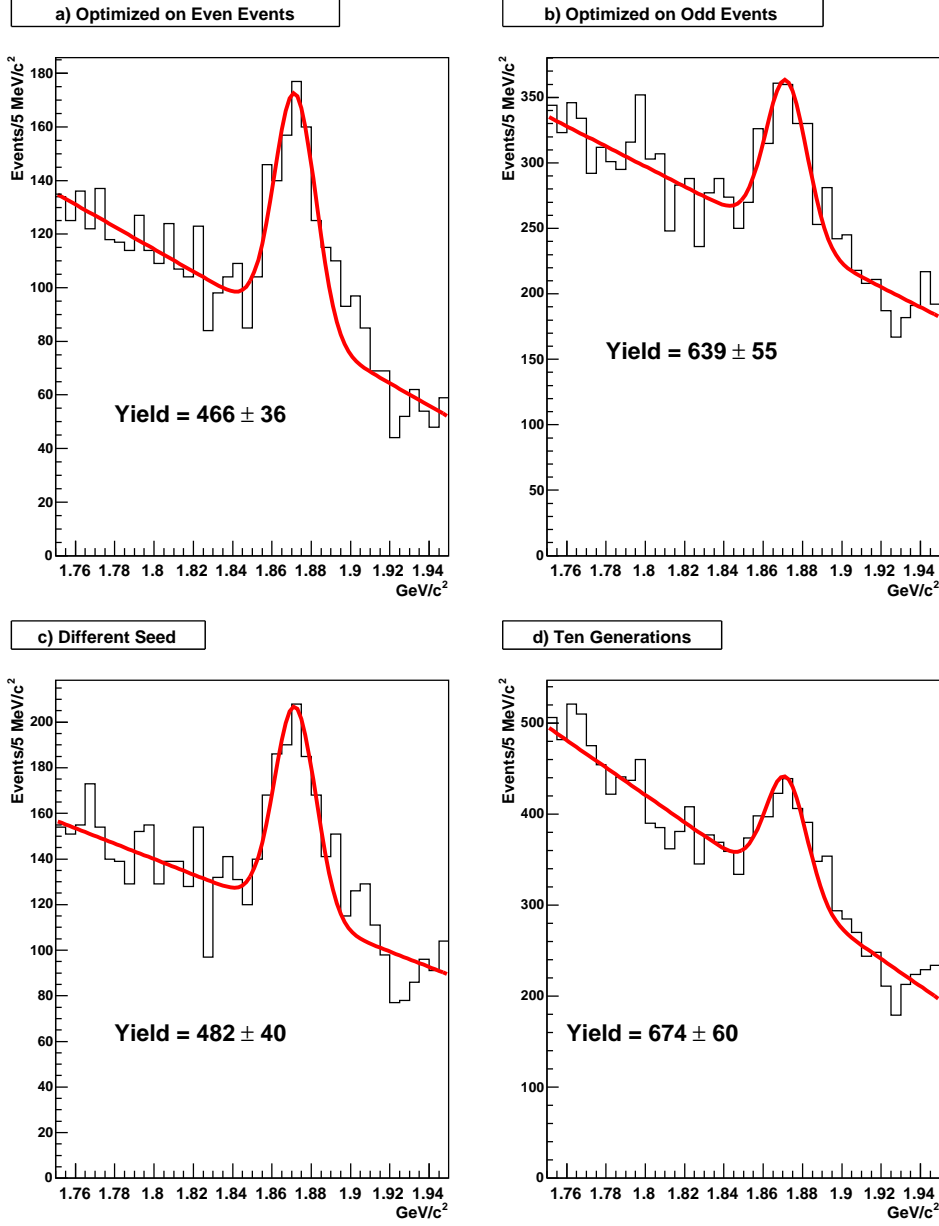 a) Optimized on Even Events
Events/5 MeV/c²
180
160
140
120
100
80
60
40
20
0
Yield = 466 ± 36
1.76 1.78 1.8 1.82 1.84 1.86 1.88 1.9 1.92 1.94
GeV/c²
b) Optimized on Odd Events
Events/5 MeV/c²
350
300
250
200
150
100
50
0
Yield = 639 ± 55
1.76 1.78 1.8 1.82 1.84 1.86 1.88 1.9 1.92 1.94
GeV/c²
c) Different Seed
Events/5 MeV/c²
200
180
160
140
120
100
80
60
40
20
0
Yield = 482 ± 40
1.76 1.78 1.8 1.82 1.84 1.86 1.88 1.9 1.92 1.94
GeV/c²
d) Ten Generations
Events/5 MeV/c²
500
400
300
200
100
0
Yield = 674 ± 60
1.76 1.78 1.8 1.82 1.84 1.86 1.88 1.9 1.92 1.94
GeV/c²